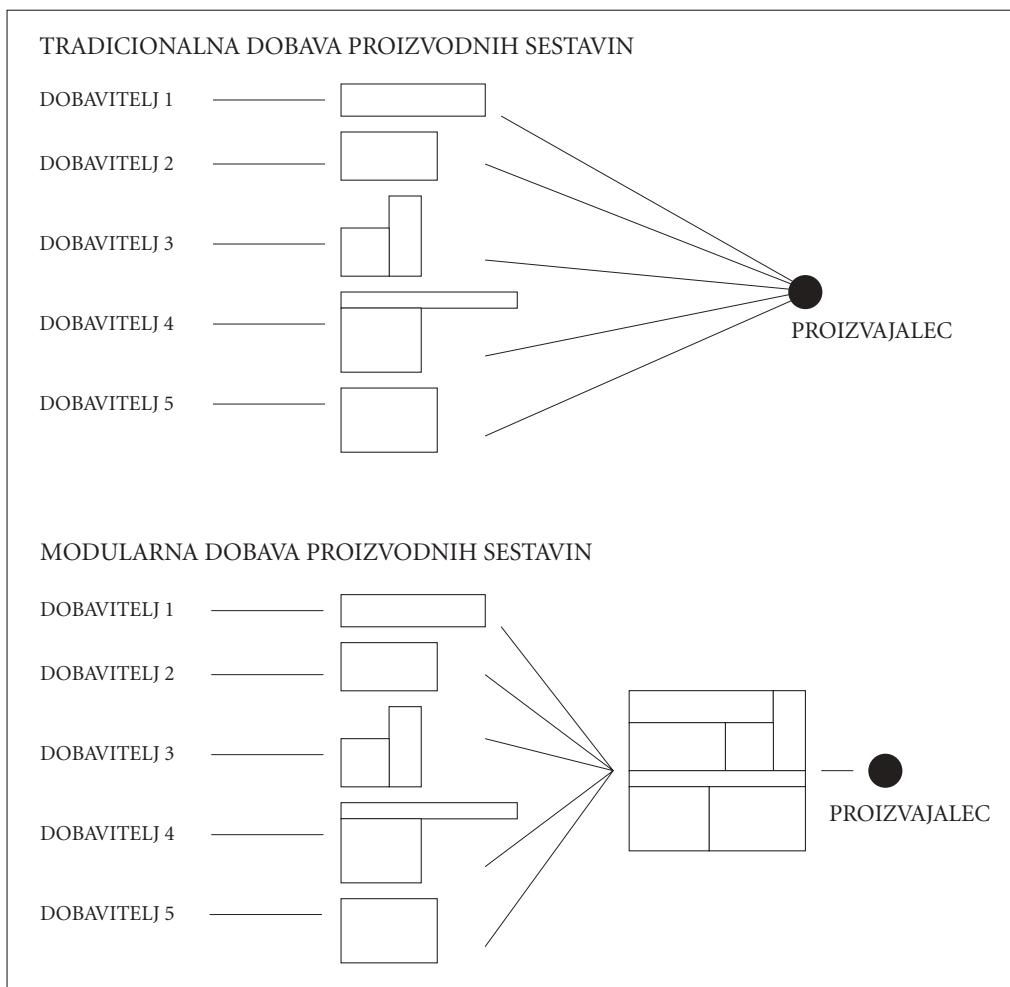 TRADICIONALNA DOBAVA PROIZVODNIH SESTAVIN
DOBAVITELJ 1
DOBAVITELJ 2
DOBAVITELJ 3
DOBAVITELJ 4
DOBAVITELJ 5
PROIZVAJALEC
MODULARNA DOBAVA PROIZVODNIH SESTAVIN
DOBAVITELJ 1
DOBAVITELJ 2
DOBAVITELJ 3
DOBAVITELJ 4
DOBAVITELJ 5
PROIZVAJALEC